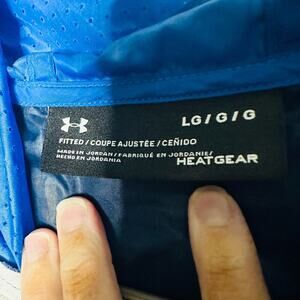 LG/G/G
FITTED/COUPE AJUSTÉE/CEÑIDO
MADE IN JORDAN/FABRIQUÉ EN JORDANIE/
HECHO EN JORDANIA
HEATGEAR